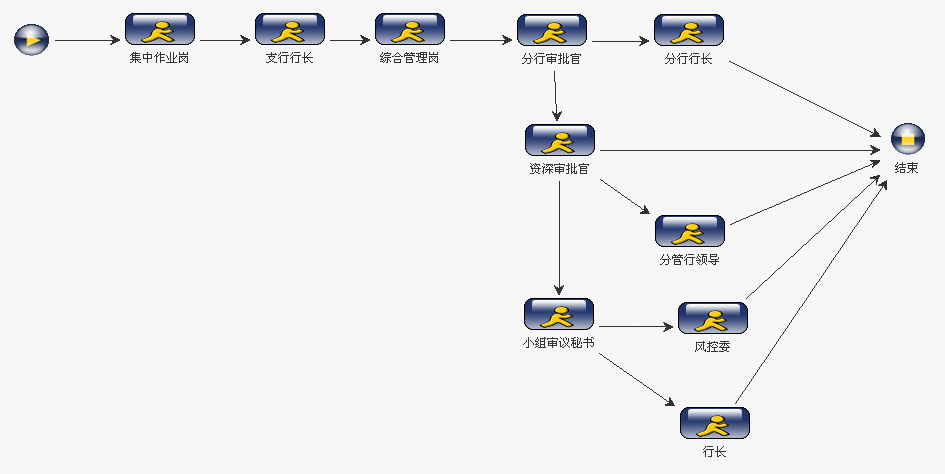 集中作业岗
支行行长
综合管理岗
分行审批官
分行行长
资深审批官
结束
分管行领导
小组审议秘书
风控委
行长